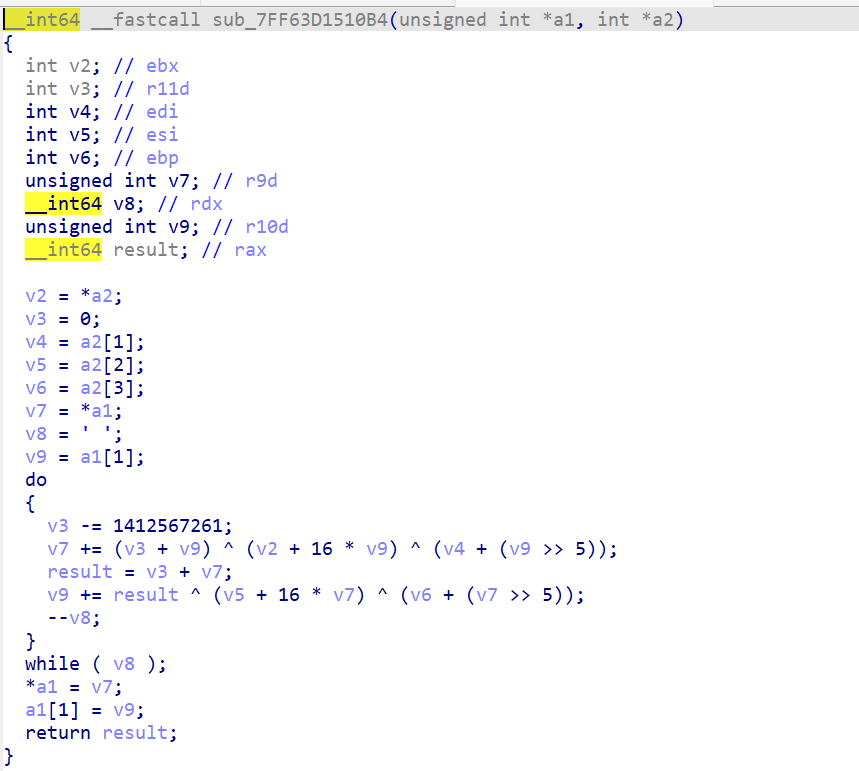 __int64 __fastcall sub_7FF63D1510B4(unsigned int *a1, int *a2)
{
  int v2; // ebx
  int v3; // r11d
  int v4; // edi
  int v5; // esi
  int v6; // ebp
  unsigned int v7; // r9d
  __int64 v8; // rdx
  unsigned int v9; // r10d
  __int64 result; // rax

  v2 = *a2;
  v3 = 0;
  v4 = a2[1];
  v5 = a2[2];
  v6 = a2[3];
  v7 = *a1;
  v8 = ' ';
  v9 = a1[1];
  do
  {
    v3 -= 1412567261;
    v7 += (v3 + v9) ^ (v2 + 16 * v9) ^ (v4 + (v9 >> 5));
    result = v3 + v7;
    v9 += result ^ (v5 + 16 * v7) ^ (v6 + (v7 >> 5));
    --v8;
  }
  while ( v8 );
  *a1 = v7;
  a1[1] = v9;
  return result;
}